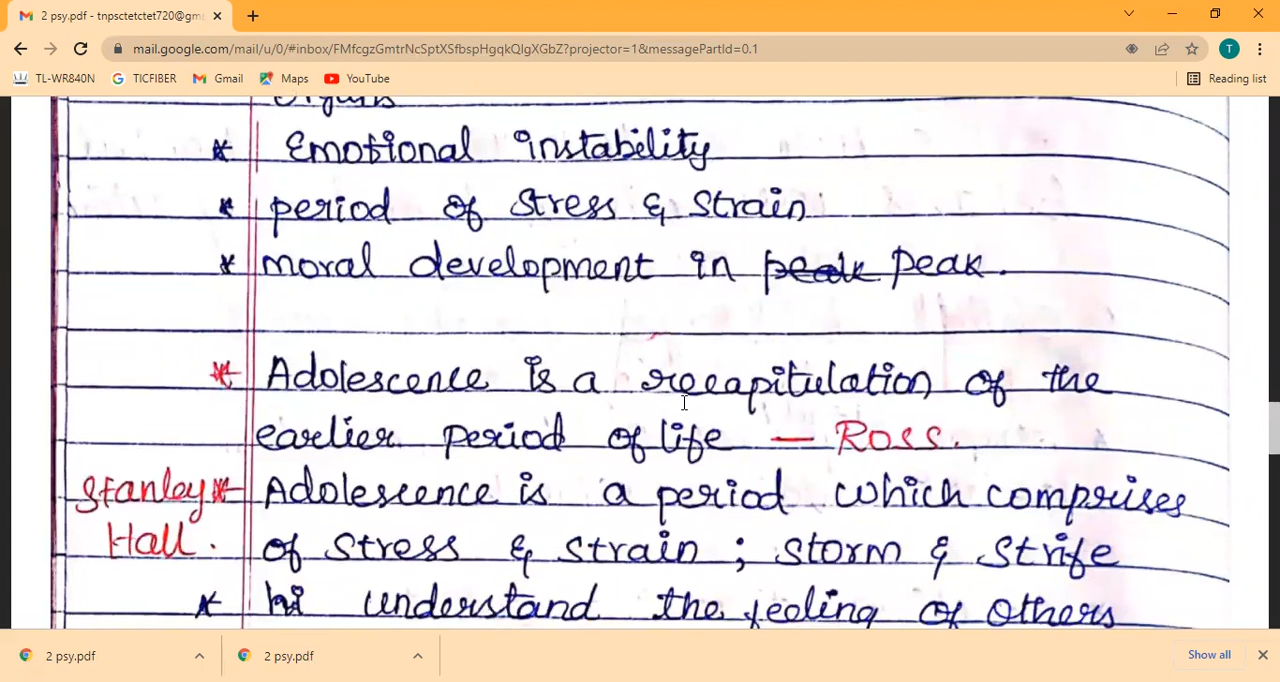 2 psy.pdf - tnpsctetctet720@gm
mail.google.com/mail/u/0/#inbox/FMfcgzGmtrNcSptXSfbspHgqkQlgXGbZ?projector=1&messagePartId=0.1
T
TL-WR840N TICFIBER Gmail Maps YouTube Reading list
* Emotional instability
* period of stress & strain
* moral development in peak peak.
* Adolescence is a recapitulation of the
earlier period of life — Ross.
Stanley * Adolescence is a period which comprises
Hall. of stress & strain ; storm & strife
* understand the feeling of others
2 psy.pdf 2 psy.pdf Show all